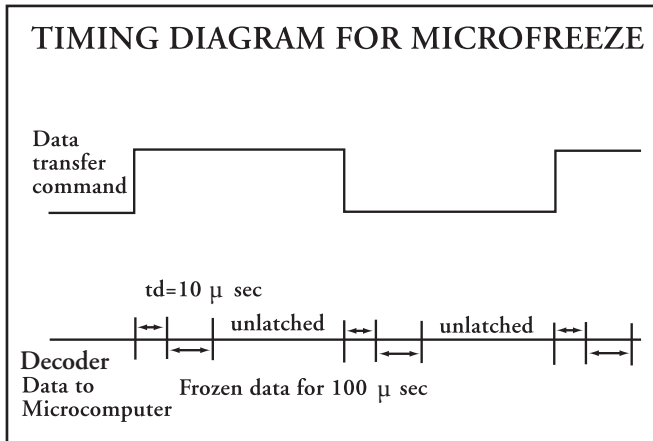 TIMING DIAGRAM FOR MICROFREEZE
Data
transfer
command
td=10 μ sec
unlatched
unlatched
Decoder
Data to
Microcomputer
Frozen data for 100 μ sec